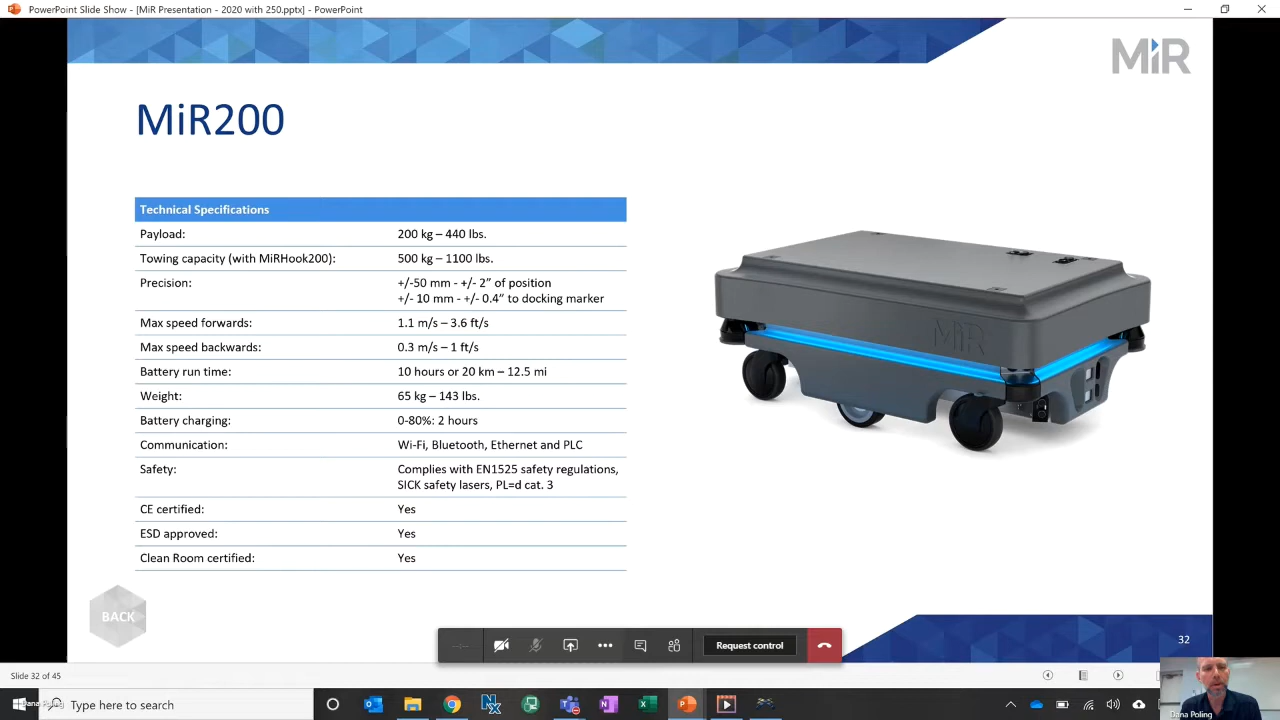 PowerPoint Slide Show - [MiR Presentation - 2020 with 250.pptx] - PowerPoint
MiR
MiR200
Technical Specifications
Payload: 200 kg – 440 lbs.
Towing capacity (with MiRHook200): 500 kg – 1100 lbs.
Precision: +/-50 mm - +/- 2” of position
+/- 10 mm - +/- 0.4” to docking marker
Max speed forwards: 1.1 m/s – 3.6 ft/s
Max speed backwards: 0.3 m/s – 1 ft/s
Battery run time: 10 hours or 20 km – 12.5 mi
Weight: 65 kg – 143 lbs.
Battery charging: 0-80%: 2 hours
Communication: Wi-Fi, Bluetooth, Ethernet and PLC
Safety: Complies with EN1525 safety regulations,
SICK safety lasers, PL=d cat. 3
CE certified: Yes
ESD approved: Yes
Clean Room certified: Yes
MiR
BACK
Request control
32
Slide 32 of 45
Type here to search
Dana Poling
Dana Poling